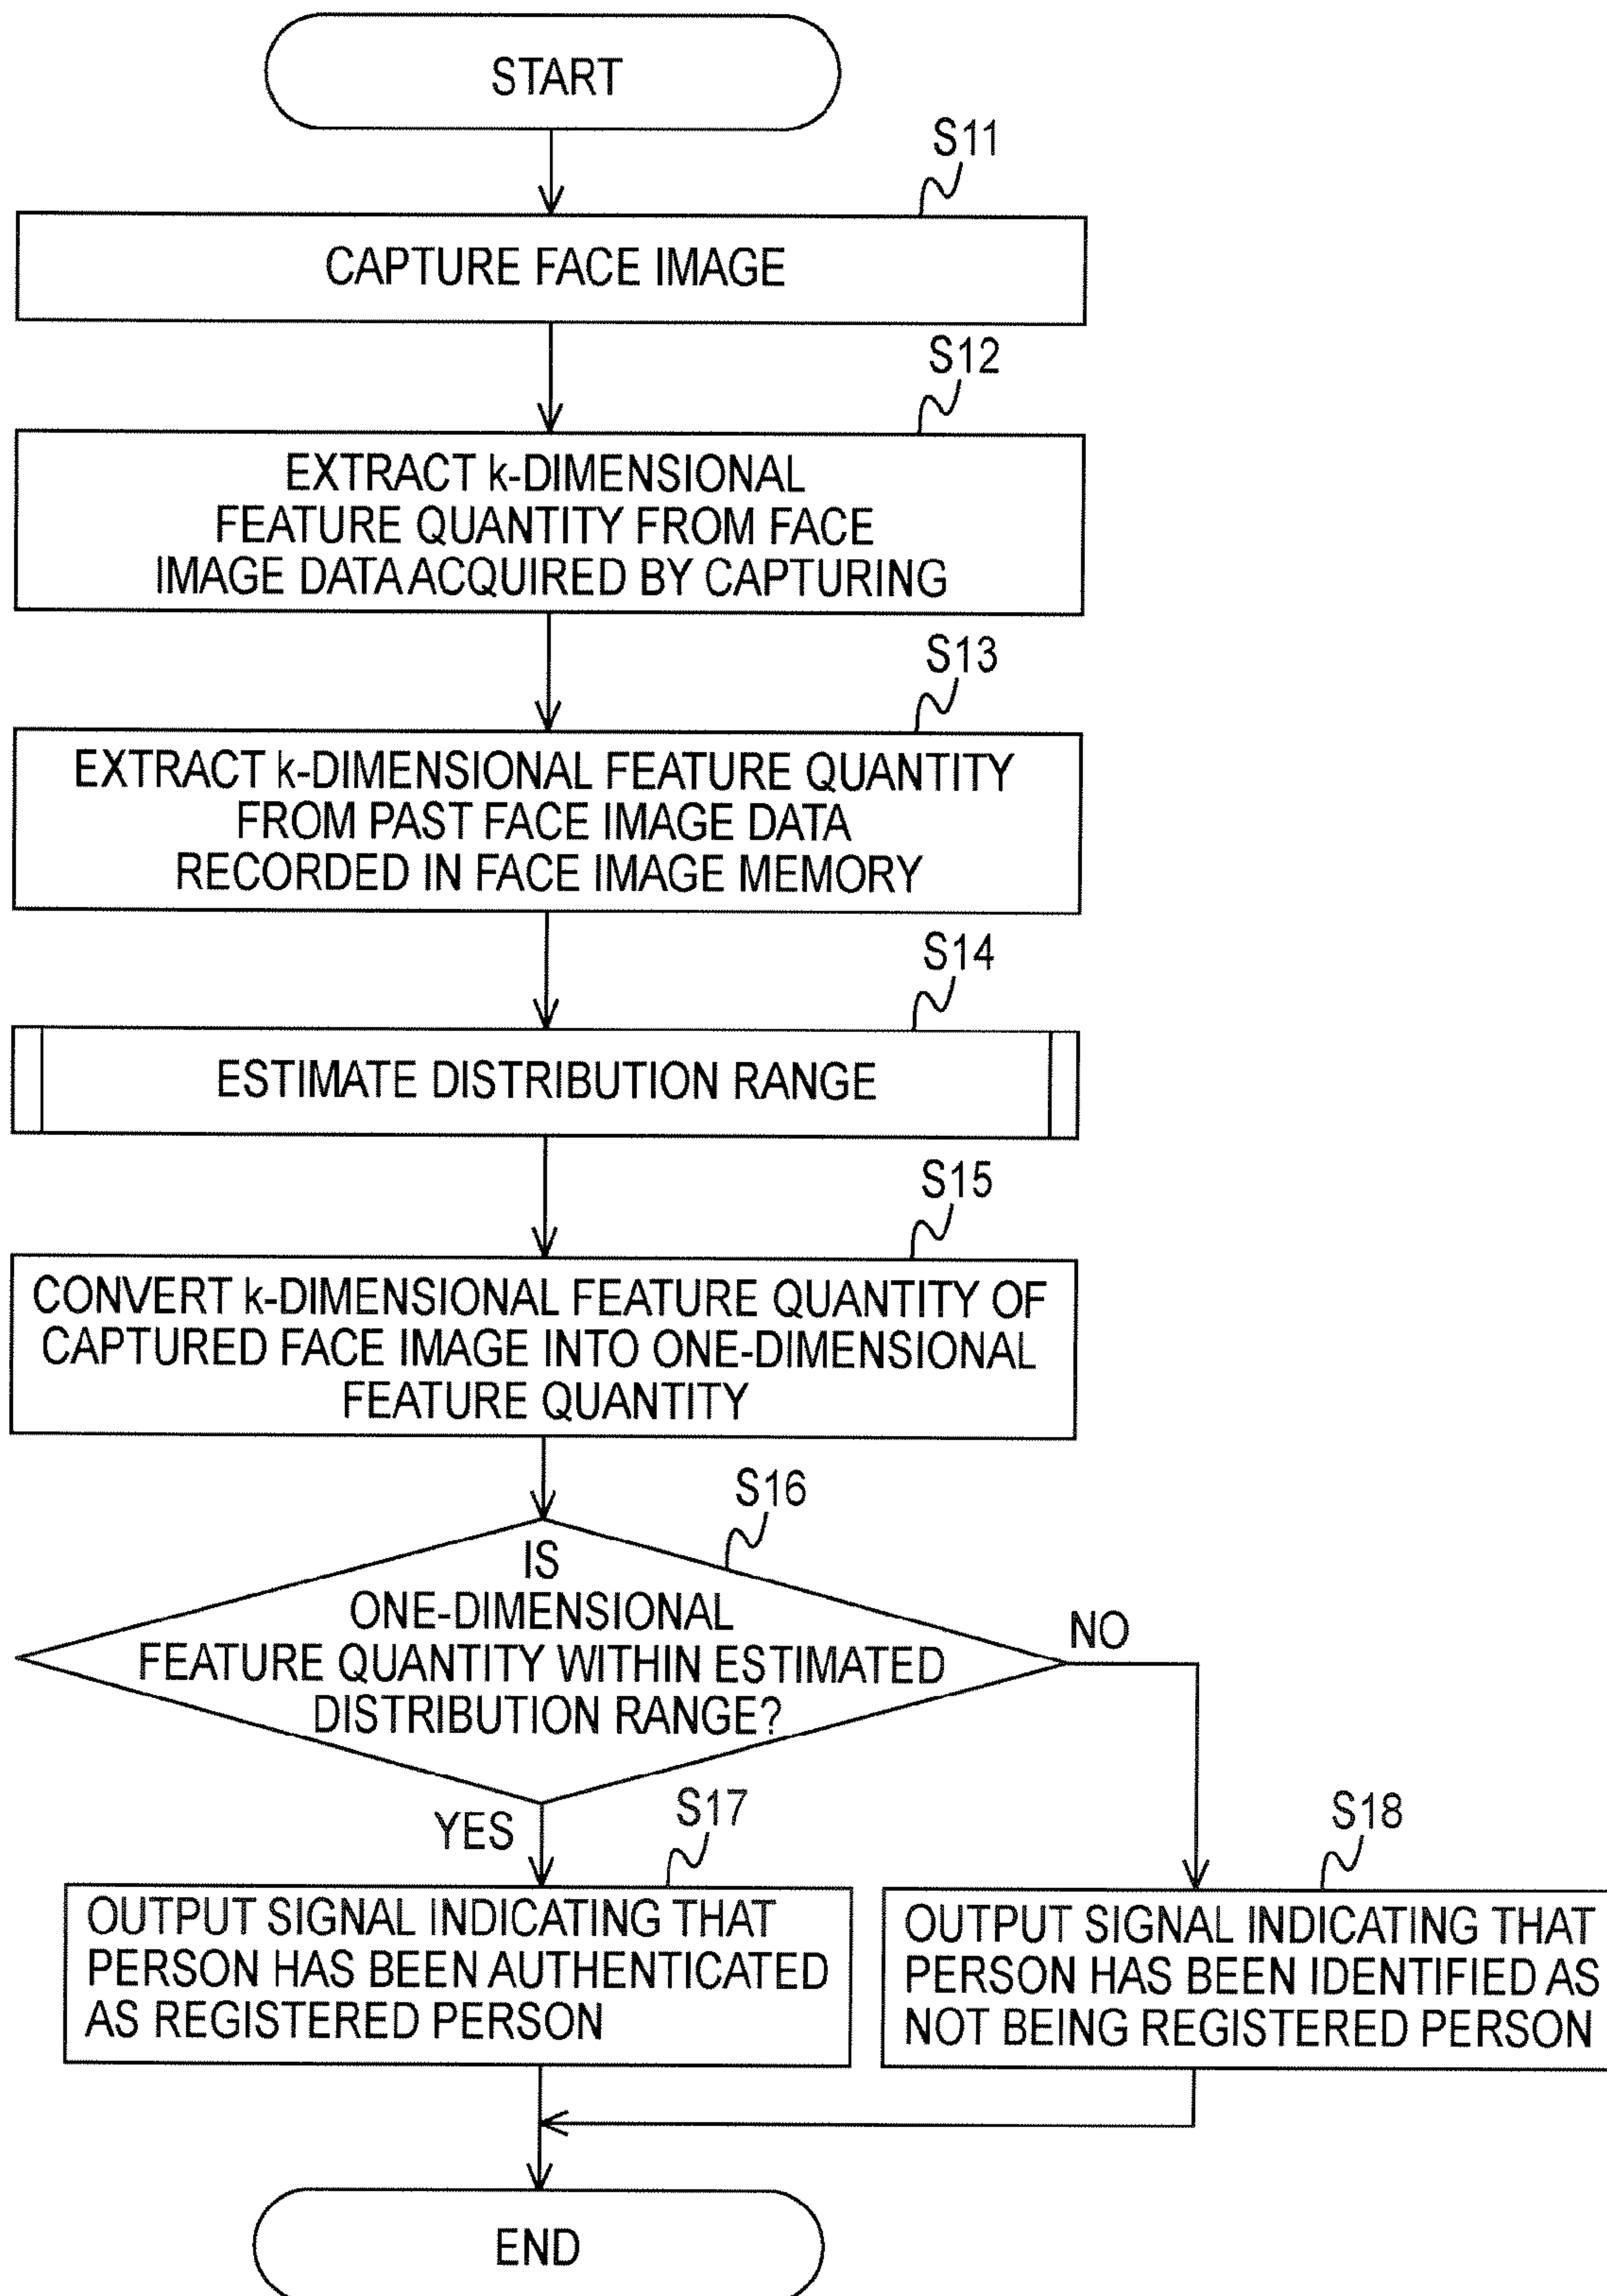 START
S11
CAPTURE FACE IMAGE
S12
EXTRACT k-DIMENSIONAL
FEATURE QUANTITY FROM FACE
IMAGE DATA ACQUIRED BY CAPTURING
S13
EXTRACT k-DIMENSIONAL FEATURE QUANTITY
FROM PAST FACE IMAGE DATA
RECORDED IN FACE IMAGE MEMORY
S14
ESTIMATE DISTRIBUTION RANGE
S15
CONVERT k-DIMENSIONAL FEATURE QUANTITY OF
CAPTURED FACE IMAGE INTO ONE-DIMENSIONAL
FEATURE QUANTITY
S16
IS
ONE-DIMENSIONAL
FEATURE QUANTITY WITHIN ESTIMATED
DISTRIBUTION RANGE?
NO
YES
S17
OUTPUT SIGNAL INDICATING THAT
PERSON HAS BEEN AUTHENTICATED
AS REGISTERED PERSON
S18
OUTPUT SIGNAL INDICATING THAT
PERSON HAS BEEN IDENTIFIED AS
NOT BEING REGISTERED PERSON
END